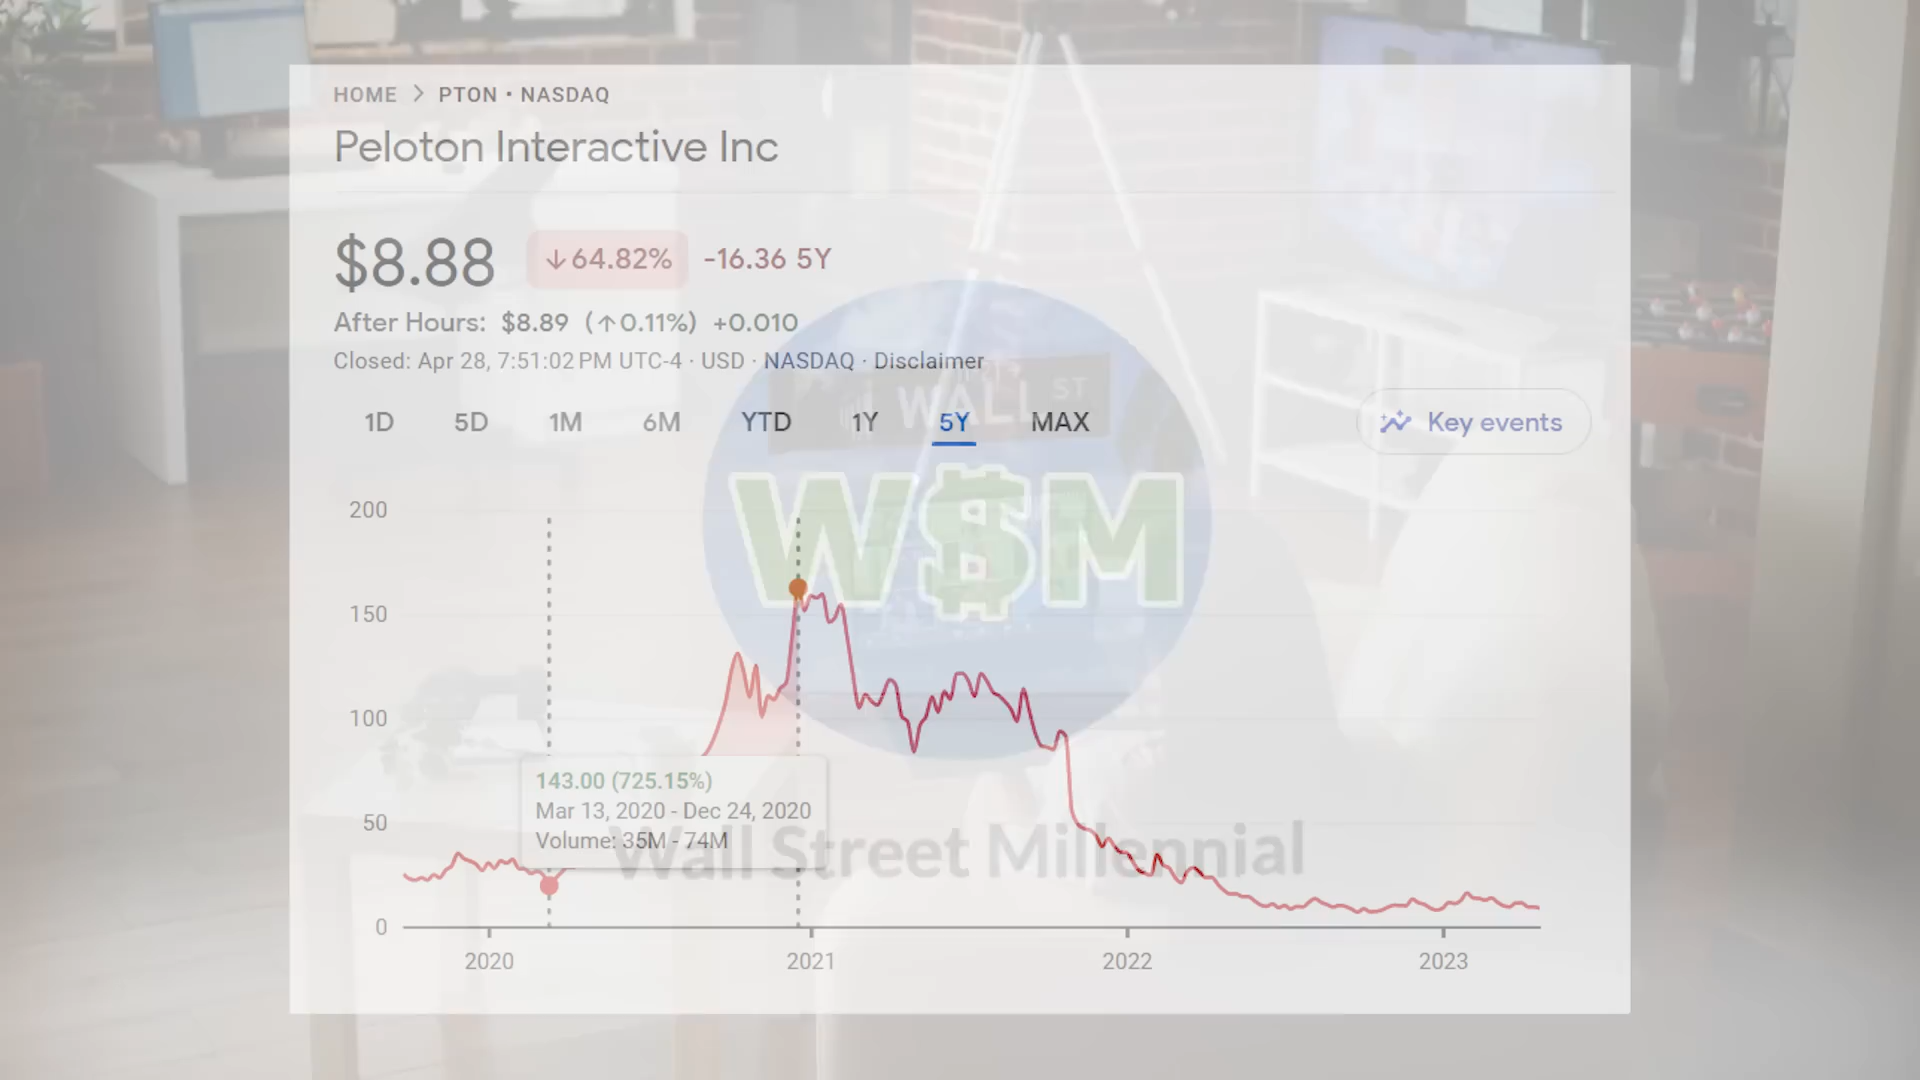 HOME > PTON • NASDAQ
Peloton Interactive Inc
$8.88 ↓64.82% -16.36 5Y
After Hours: $8.89 (↑0.11%) +0.010
Closed: Apr 28, 7:51:02 PM UTC-4 · USD · NASDAQ · Disclaimer
WALL ST
1D 5D 1M 6M YTD 1Y 5Y MAX
Key events
W$M
200
150
100
50
0
143.00 (725.15%)
Mar 13, 2020 - Dec 24, 2020
Volume: 35M - 74M
Wall Street Millennial
2020 2021 2022 2023